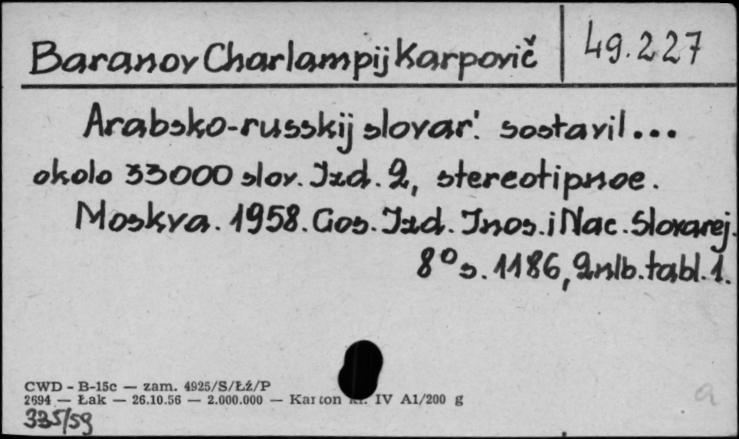 Baranov Charlampij Karpovič
49.227
Arabsko-russkij slovar'. sostavil...
okolo 33000 slov. Izd. 2, stereotipnoe.
Moskva. 1958. Gos. Izd. Inos. i Nac. Slovarej.
8° s. 1186, 2nlb. tabl. 1.
CWD - B-15c — zam. 4925/S/Łż/P
2694 — Łak — 26.10.56 — 2.000.000 — Karton kl. IV A1/200 g
335/59
a